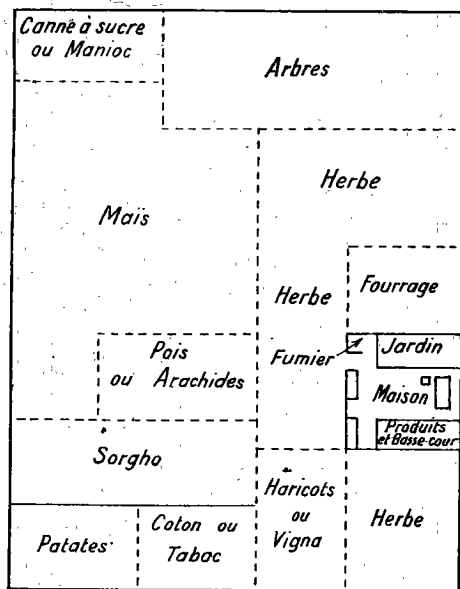 Canne à sucre
ou Manioc
Arbres
Herbe
Maïs
Herbe
Fourrage
Fumier
Jardin
Pois
ou Arachides
Maison
Produits
et Basse-cour
Sorgho
Haricots
ou
Vigna
Herbe
Patates
Coton ou
Tabac